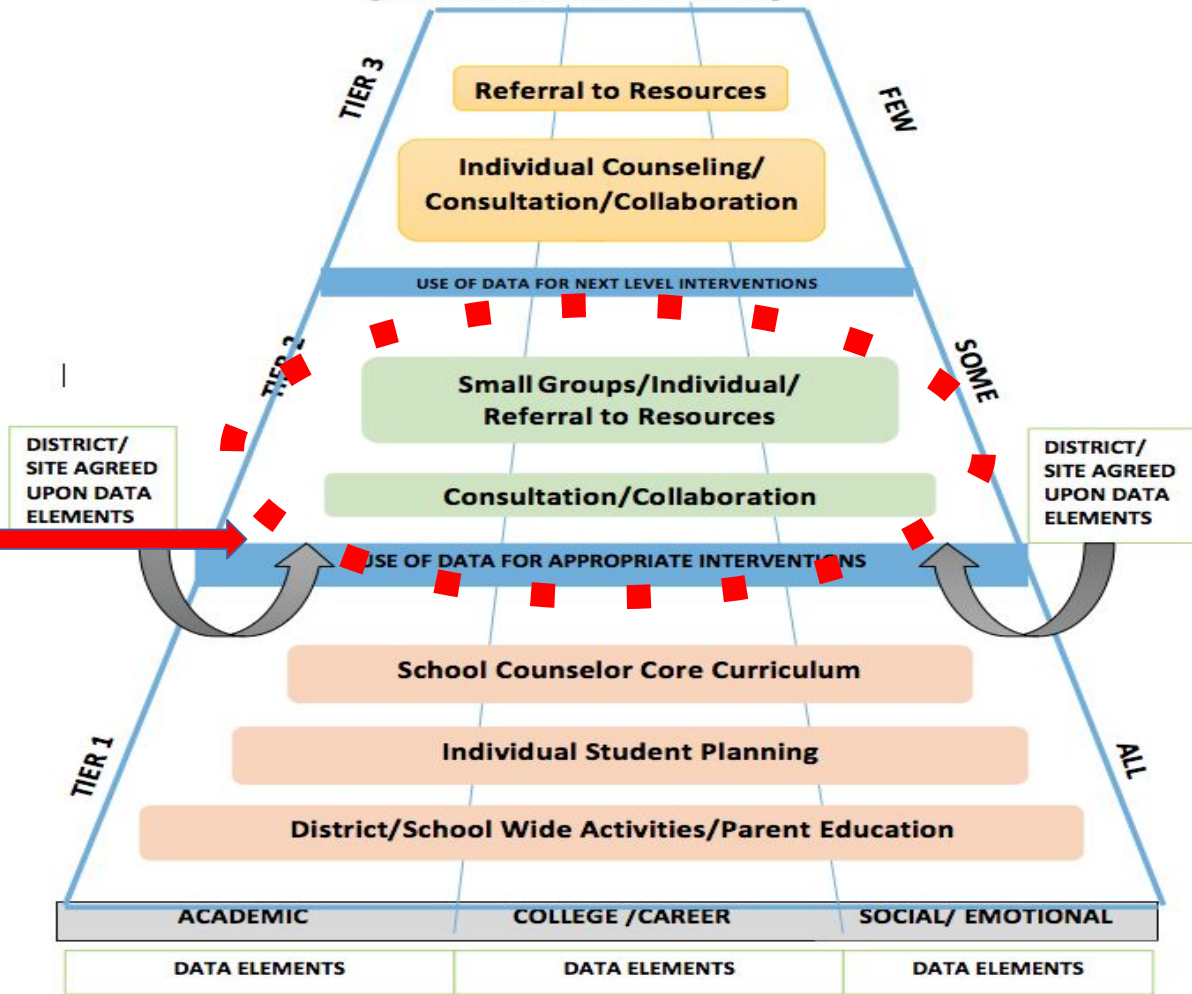 TIER 3
FEW
Referral to Resources
Individual Counseling/
Consultation/Collaboration
USE OF DATA FOR NEXT LEVEL INTERVENTIONS
TIER 2
SOME
Small Groups/Individual/
Referral to Resources
DISTRICT/
SITE AGREED
UPON DATA
ELEMENTS
Consultation/Collaboration
DISTRICT/
SITE AGREED
UPON DATA
ELEMENTS
USE OF DATA FOR APPROPRIATE INTERVENTIONS
School Counselor Core Curriculum
TIER 1
Individual Student Planning
ALL
District/School Wide Activities/Parent Education
ACADEMIC
COLLEGE /CAREER
SOCIAL/ EMOTIONAL
DATA ELEMENTS
DATA ELEMENTS
DATA ELEMENTS